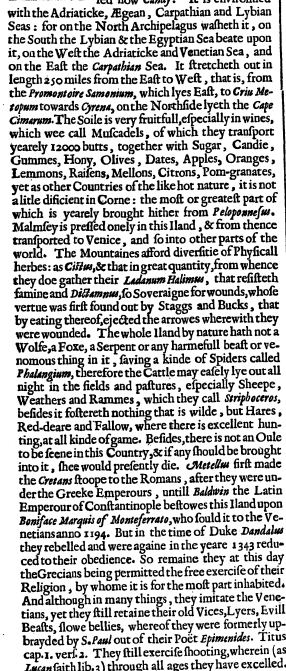 now Candy. It is environed
with the Adriaticke, Ægean, Carpathian and Lybian
Seas: for on the North Archipelagus washeth it, on
the South the Lybian & the Egyptian Sea beate upon
it, on the West the Adriaticke and Venetian Sea, and
on the East the Carpathian Sea. It stretcheth out in
length 250 miles from the East to West, that is, from
the Promontoire Samonium, which lyes East, to Criu Me-
topum towards Cyrena, on the Northside lyeth the Cape
Cimarum. The Soile is very fruitfull, especially in wines,
which wee call Muscadels, of which they transport
yearely 12000 butts, together with Sugar, Candie,
Gummes, Hony, Olives, Dates, Apples, Oranges,
Lemmons, Raisens, Mellons, Citrons, Pom-granates,
yet as other Countries of the like hot nature, it is not
a litle dificient in Corne: the most or greatest part of
which is yearely brought hither from Peloponnesus.
Malmsey is pressed onely in this Iland, & from thence
transported to Venice, and so into other parts of the
world. The Mountaines afford diversitie of Physicall
herbes: as Cistus, & that in great quantity, from whence
they doe gather their Ladanum Halimus, that resisteth
famine and Dictamnus, so Soveraigne for wounds, whose
vertue was first found out by Staggs and Bucks, that
by eating thereof, ejected the arrowes wherewith they
were wounded. The whole Iland by nature hath not a
Wolfe, a Foxe, a Serpent or any harmefull beast or ve-
nomous thing in it, saving a kinde of Spiders called
Phalangium, therefore the Cattle may easely lye out all
night in the fields and pastures, especially Sheepe,
Weathers and Rammes, which they call Striphoceros,
besides it fostereth nothing that is wilde, but Hares,
Red-deare and Fallow, where there is excellent hun-
ting, at all kinde of game. Besides, there is not an Oule
to be seene in this Country, & if any should be brought
into it, shee would presently die. Metellus first made
the Cretans stoope to the Romans, after they were un-
der the Greeke Emperours, untill Baldwin the Latin
Emperour of Constantinople bestowes this Iland upon
Boniface Marquis of Monteferrato, who sould it to the Ve-
netians anno 1194. But in the time of Duke Dandalus
they rebelled and were againe in the yeare 1343 redu-
ced to their obedience. So remaine they at this day
the Grecians being permitted the free exercise of their
Religion, by whome it is for the most part inhabited.
And although in many things, they imitate the Vene-
tians, yet they still retaine their old Vices, Lyers, Evill
Beasts, slowe bellies, whereof they were formerly up-
brayded by S. Paul out of their Poët Epimenides. Titus
cap. 1. vers. 2. They still exercise shooting, wherein (as
Lucan saith lib. 3) through all ages they have excelled.